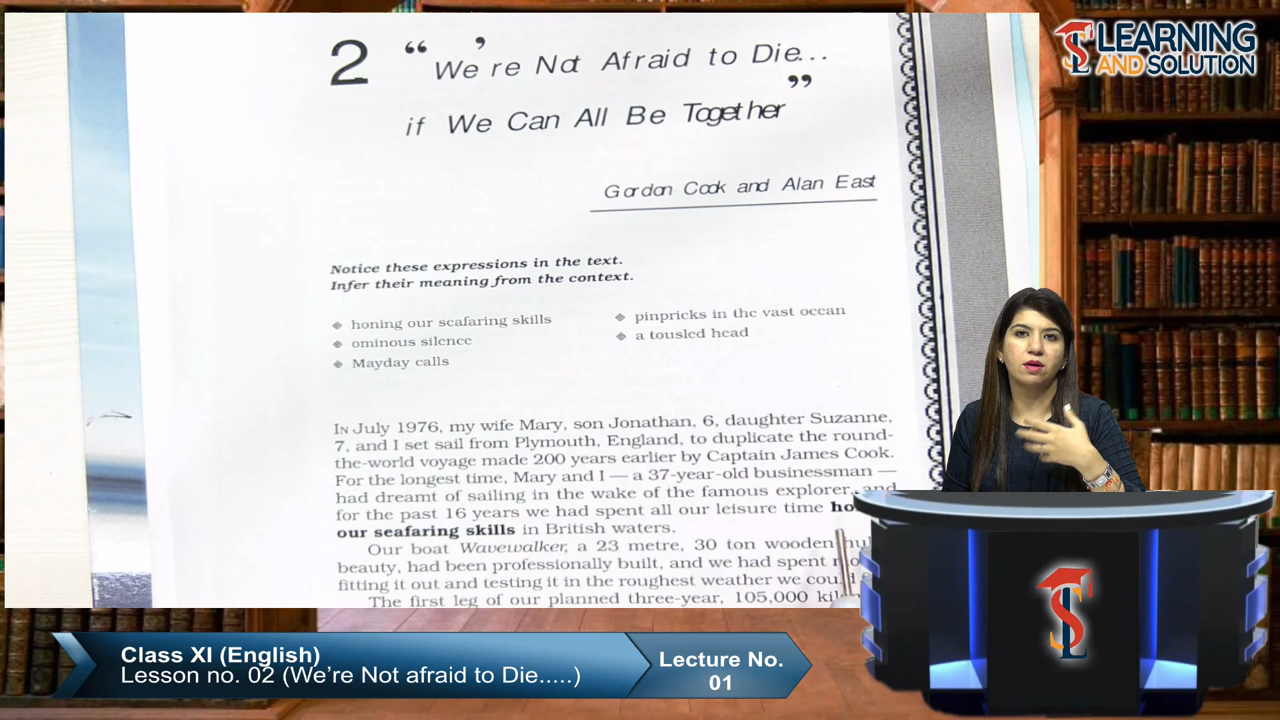 2 “We’re Not Afraid to Die...
if We Can All Be Together”
Gordon Cook and Alan East
Notice these expressions in the text.
Infer their meaning from the context.
honing our seafaring skills
ominous silence
Mayday calls
pinpricks in the vast ocean
a tousled head
IN July 1976, my wife Mary, son Jonathan, 6, daughter Suzanne,
7, and I set sail from Plymouth, England, to duplicate the round-
the-world voyage made 200 years earlier by Captain James Cook.
For the longest time, Mary and I — a 37-year-old businessman —
had dreamt of sailing in the wake of the famous explorer, and
for the past 16 years we had spent all our leisure time
our seafaring skills in British waters.
Our boat Wavewalker, a 23 metre, 30 ton wooden
beauty, had been professionally built, and we had spent
fitting it out and testing it in the roughest weather we
The first leg of our planned three-year, 105,000
LEARNING
AND SOLUTION
Class XI (English)
Lesson no. 02 (We’re Not afraid to Die.....)
Lecture No.
01